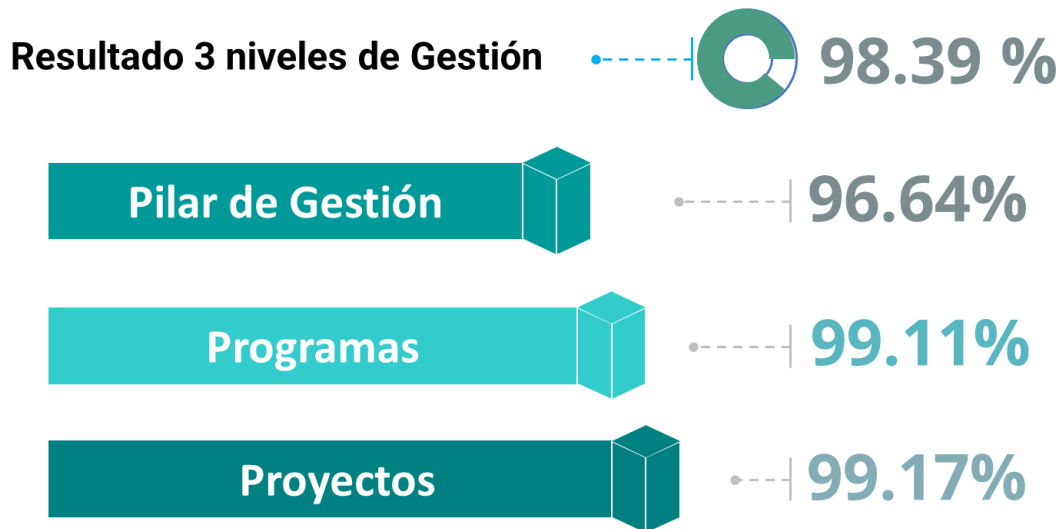 Resultado 3 niveles de Gestión
98.39 %
Pilar de Gestión
96.64%
Programas
99.11%
Proyectos
99.17%